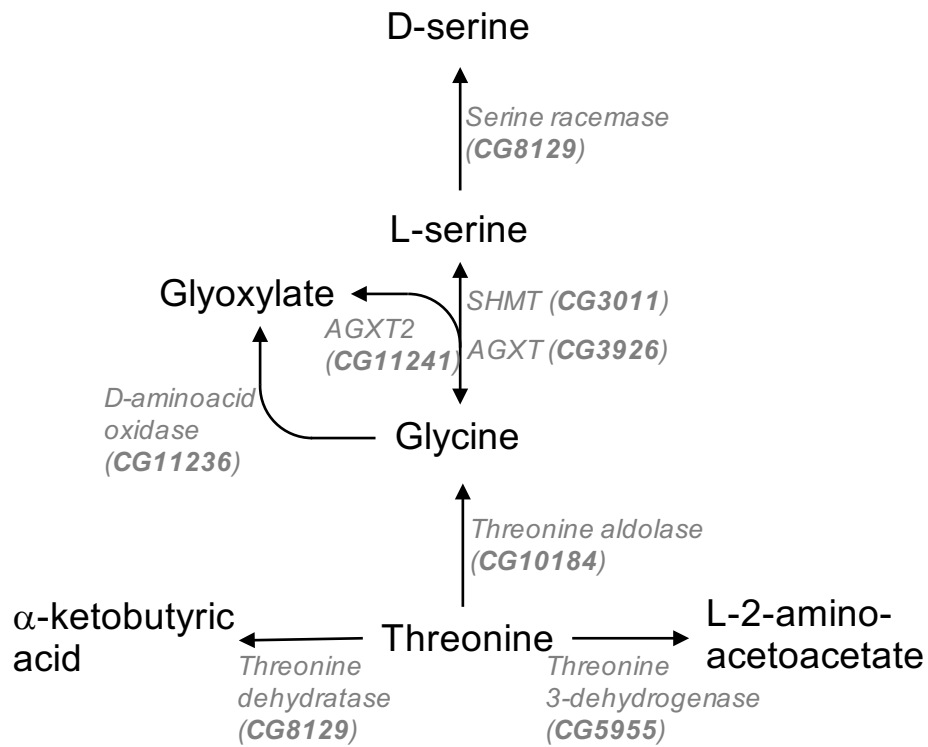 D-serine
Serine racemase
(CG8129)
L-serine
Glyoxylate
SHMT (CG3011)
AGXT2
(CG11241)
AGXT (CG3926)
D-aminoacid
oxidase
(CG11236)
Glycine
Threonine aldolase
(CG10184)
α-ketobutyric
acid
Threonine
L-2-amino-
acetoacetate
Threonine
dehydratase
(CG8129)
Threonine
3-dehydrogenase
(CG5955)